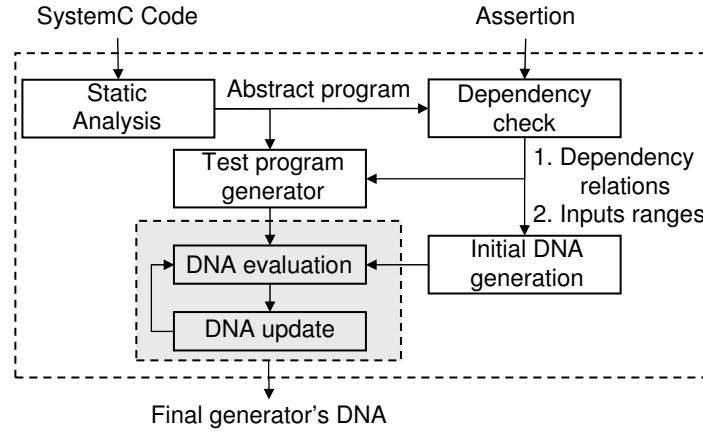 SystemC Code
Assertion
Static
Analysis
Abstract program
Dependency
check
Test program
generator
1. Dependency
relations
2. Inputs ranges
DNA evaluation
Initial DNA
generation
DNA update
Final generator's DNA